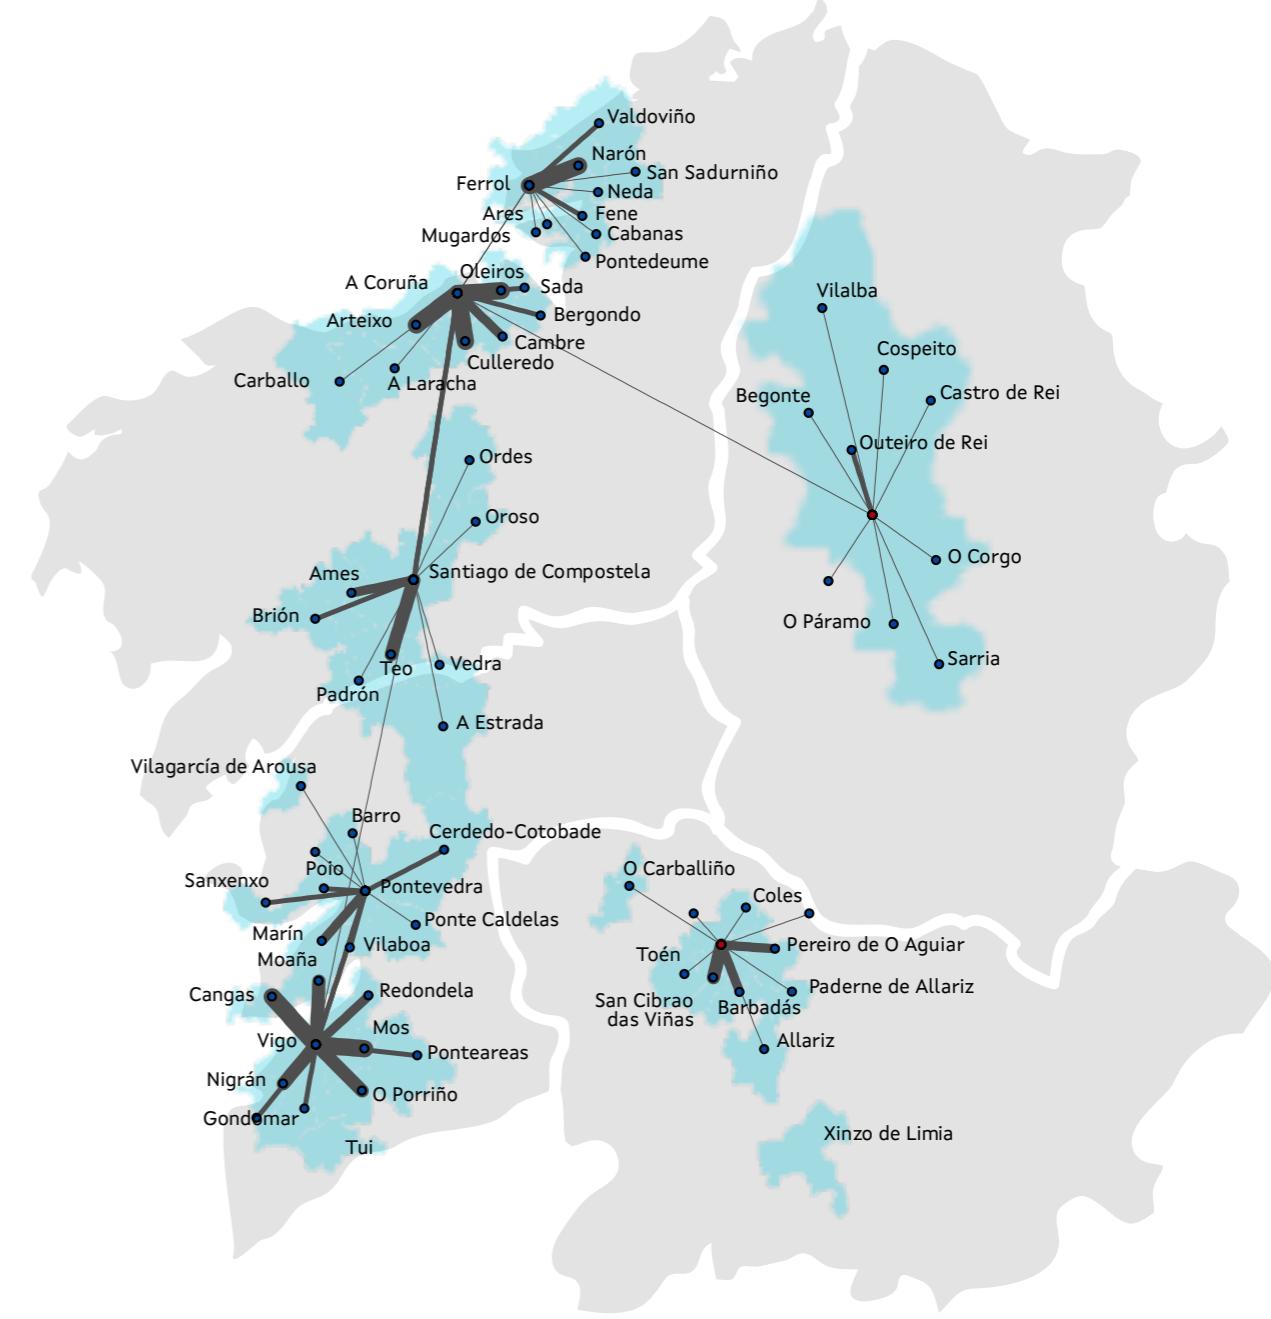 Valdoviño
Narón
San Sadurniño
Ferrol
Neda
Ares
Fene
Mugardos
Cabanas
Pontedeume
Oleiros
A Coruña
Sada
Vilalba
Arteixo
Bergondo
Cambre
Cospeito
Culleredo
Carballo
A Laracha
Begonte
Castro de Rei
Outeiro de Rei
Ordes
Oroso
O Corgo
Ames
Santiago de Compostela
Brión
O Páramo
Teo
Vedra
Sarria
Padrón
A Estrada
Vilagarcía de Arousa
Barro
Cerdedo-Cotobade
Poio
O Carballiño
Sanxenxo
Pontevedra
Coles
Ponte Caldelas
Marín
Vilaboa
Pereiro de O Aguiar
Moaña
Toén
Cangas
Redondela
Paderne de Allariz
San Cibrao
das Viñas
Barbadás
Mos
Vigo
Ponteareas
Allariz
Nigrán
O Porriño
Gondomar
Tui
Xinzo de Limia